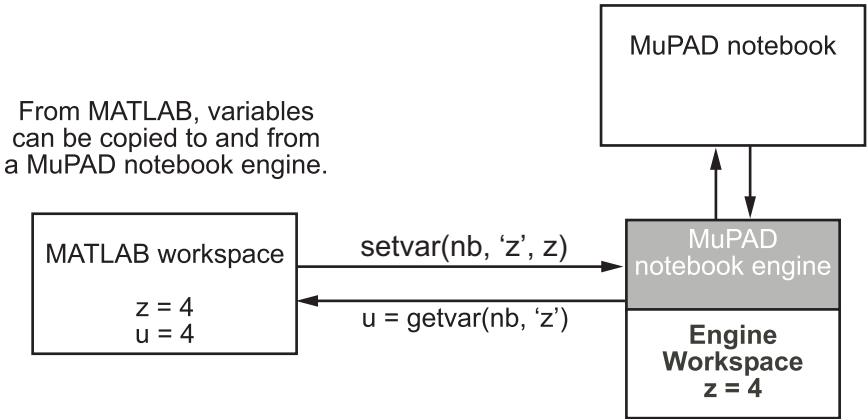 MuPAD notebook
From MATLAB, variables
can be copied to and from
a MuPAD notebook engine.
MATLAB workspace
z = 4
u = 4
setvar(nb, ‘z’, z)
u = getvar(nb, ‘z’)
MuPAD
notebook engine
Engine
Workspace
z = 4